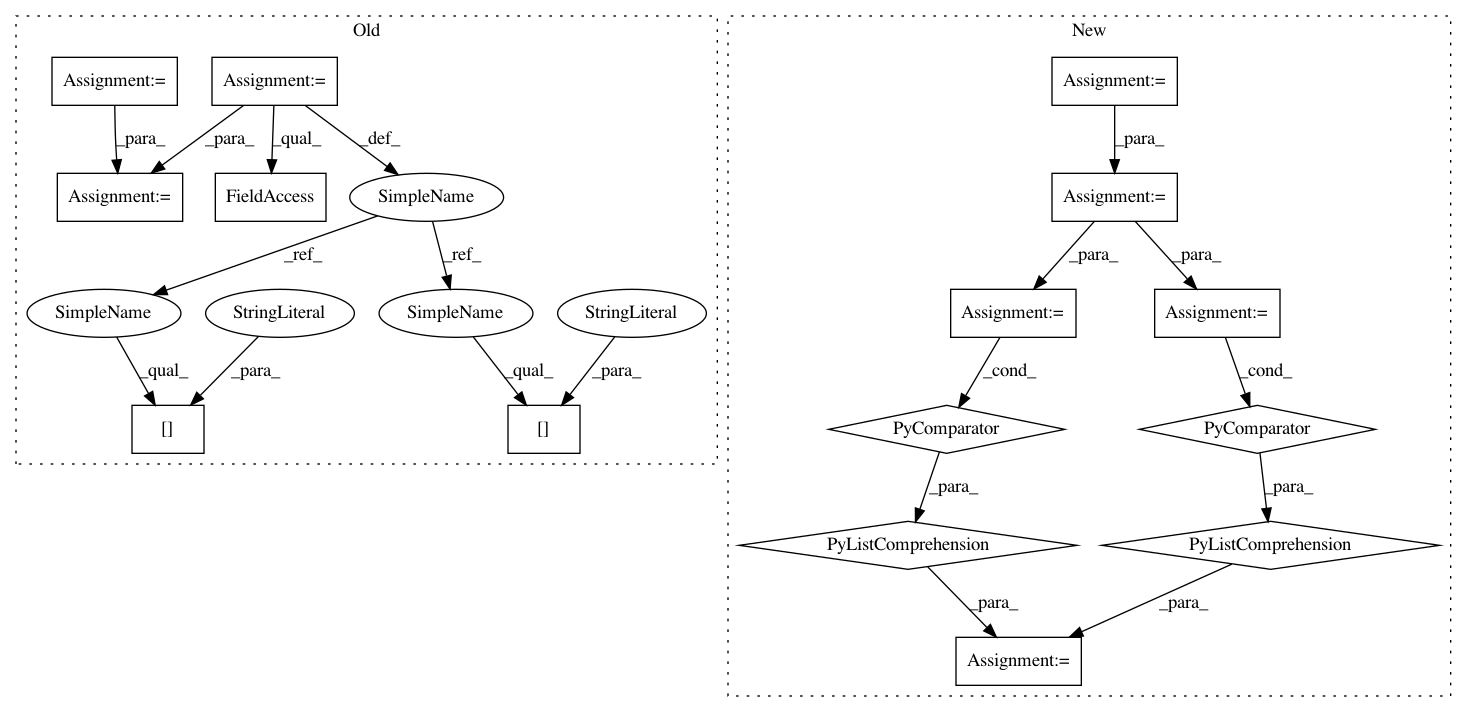 Old
New
Assignment:=
Assignment:=
Assignment:=
_para_
_para_
_qual_
_def_
_para_
Assignment:=
FieldAccess
SimpleName
Assignment:=
_ref_
_ref_
_para_
_para_
SimpleName
StringLiteral
SimpleName
StringLiteral
Assignment:=
Assignment:=
_qual_
_para_
_qual_
_para_
_cond_
_cond_
[]
[]
PyComparator
PyComparator
_para_
_para_
PyListComprehension
PyListComprehension
_para_
_para_
Assignment:=